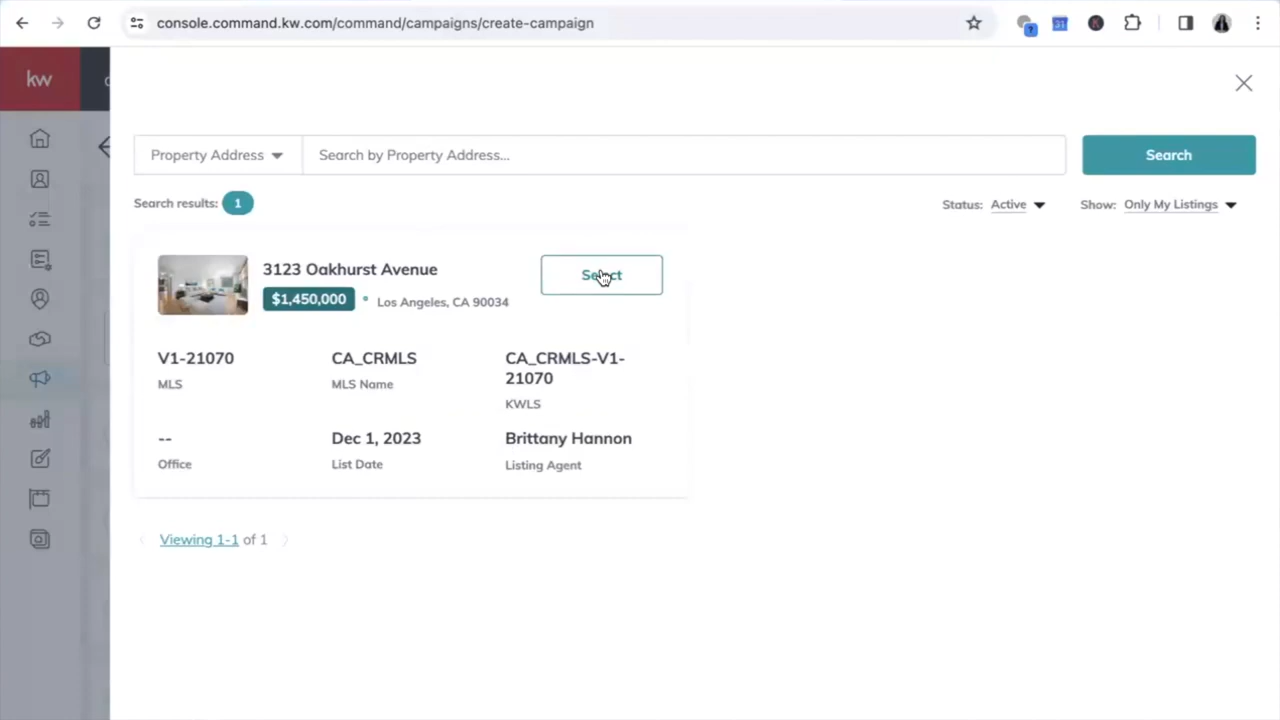 console.command.kw.com/command/campaigns/create-campaign
kw
Property Address
Search by Property Address...
Search
Search results: 1
Status: Active
Show: Only My Listings
3123 Oakhurst Avenue
Select
$1,450,000
Los Angeles, CA 90034
V1-21070
MLS
CA_CRMLS
MLS Name
CA_CRMLS-V1-
21070
KWLS
--
Office
Dec 1, 2023
List Date
Brittany Hannon
Listing Agent
Viewing 1-1 of 1